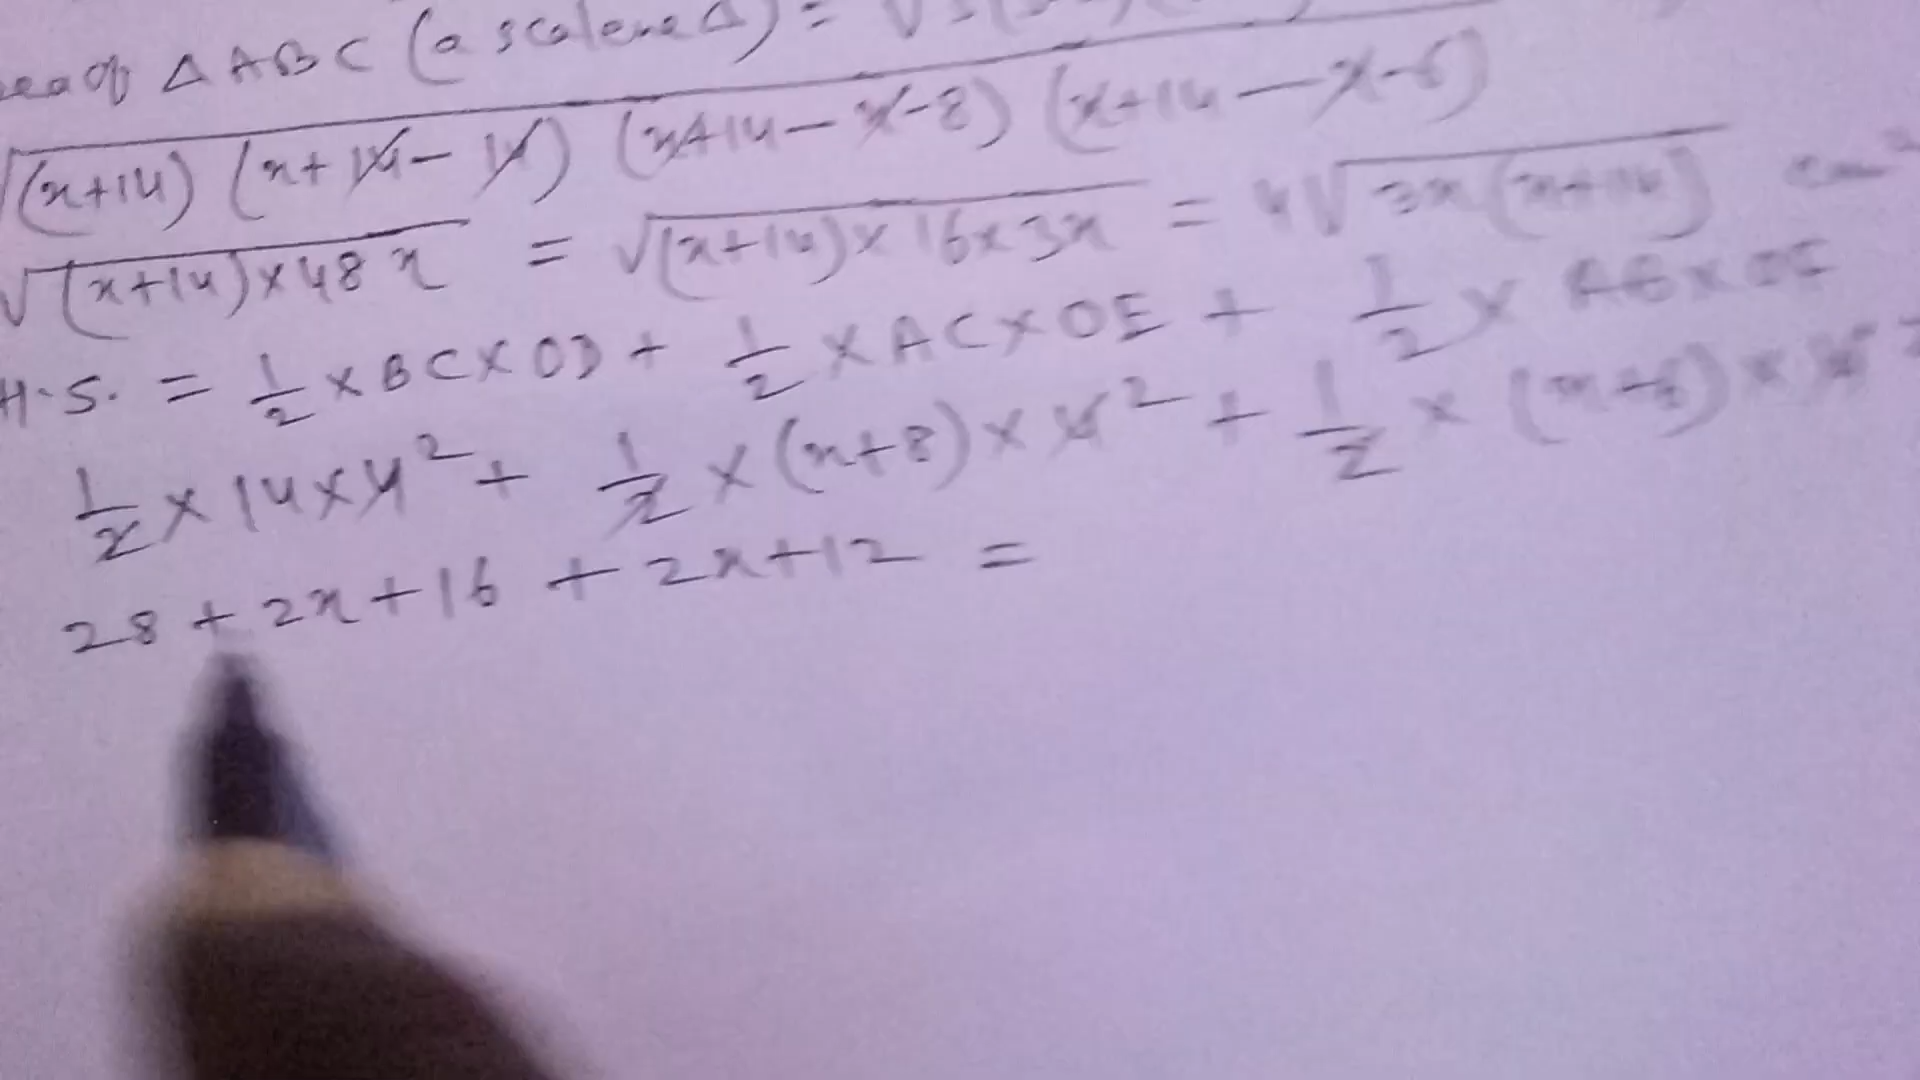 of △ABC (a scalene △) = √
√(x+14) (x+14-14) (x+14-x-8) (x+14-x-6)
√(x+14)×48x = √(x+14)×16×3x = 4√3x(x+14) cm²
H.S. = 1/2 ×BC×OD + 1/2 ×AC×OE + 1/2 × AB×OF
1/2 × 14×4² + 1/2 ×(x+8)×4² + 1/2 × (x+6)×4²
28 + 2x+16 + 2x+12 =